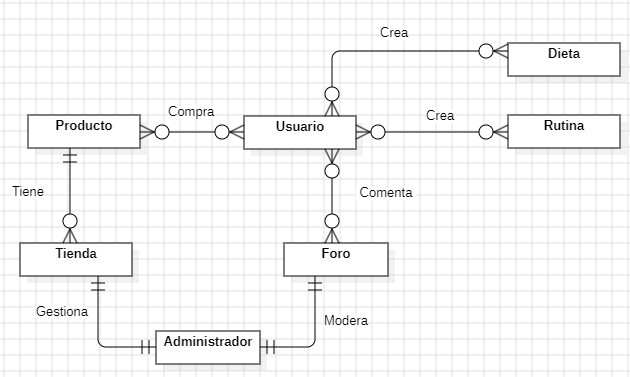 Crea
Dieta
Compra
Crea
Producto
Usuario
Rutina
Tiene
Comenta
Tienda
Foro
Gestiona
Modera
Administrador